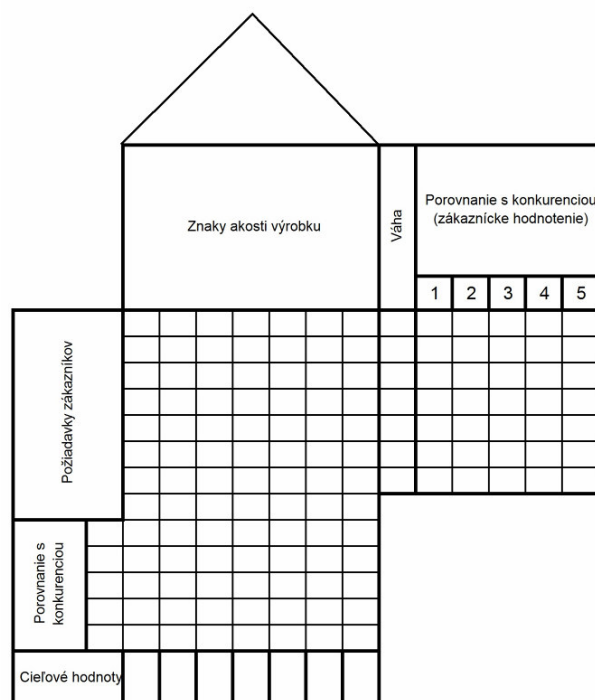 Znaky akosti výrobku
Váha
Porovnanie s konkurenciou
(zákaznícke hodnotenie)
1 2 3 4 5
Požiadavky zákazníkov
Porovnanie s
konkurenciou
Cieľové hodnoty